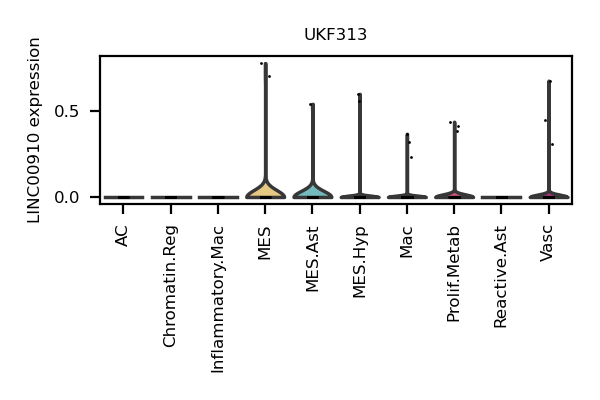 UKF313
LINC00910 expression
0.5
0.0
AC
Chromatin.Reg
Inflammatory.Mac
MES
MES.Ast
MES.Hyp
Mac
Prolif.Metab
Reactive.Ast
Vasc